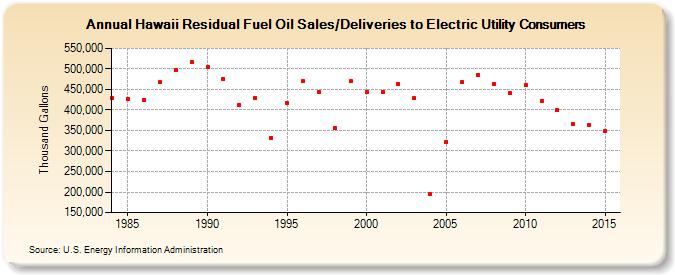 Annual Hawaii Residual Fuel Oil Sales/Deliveries to Electric Utility Consumers
Thousand Gallons
550,000
500,000
450,000
400,000
350,000
300,000
250,000
200,000
150,000
1985 1990 1995 2000 2005 2010 2015
Source: U.S. Energy Information Administration